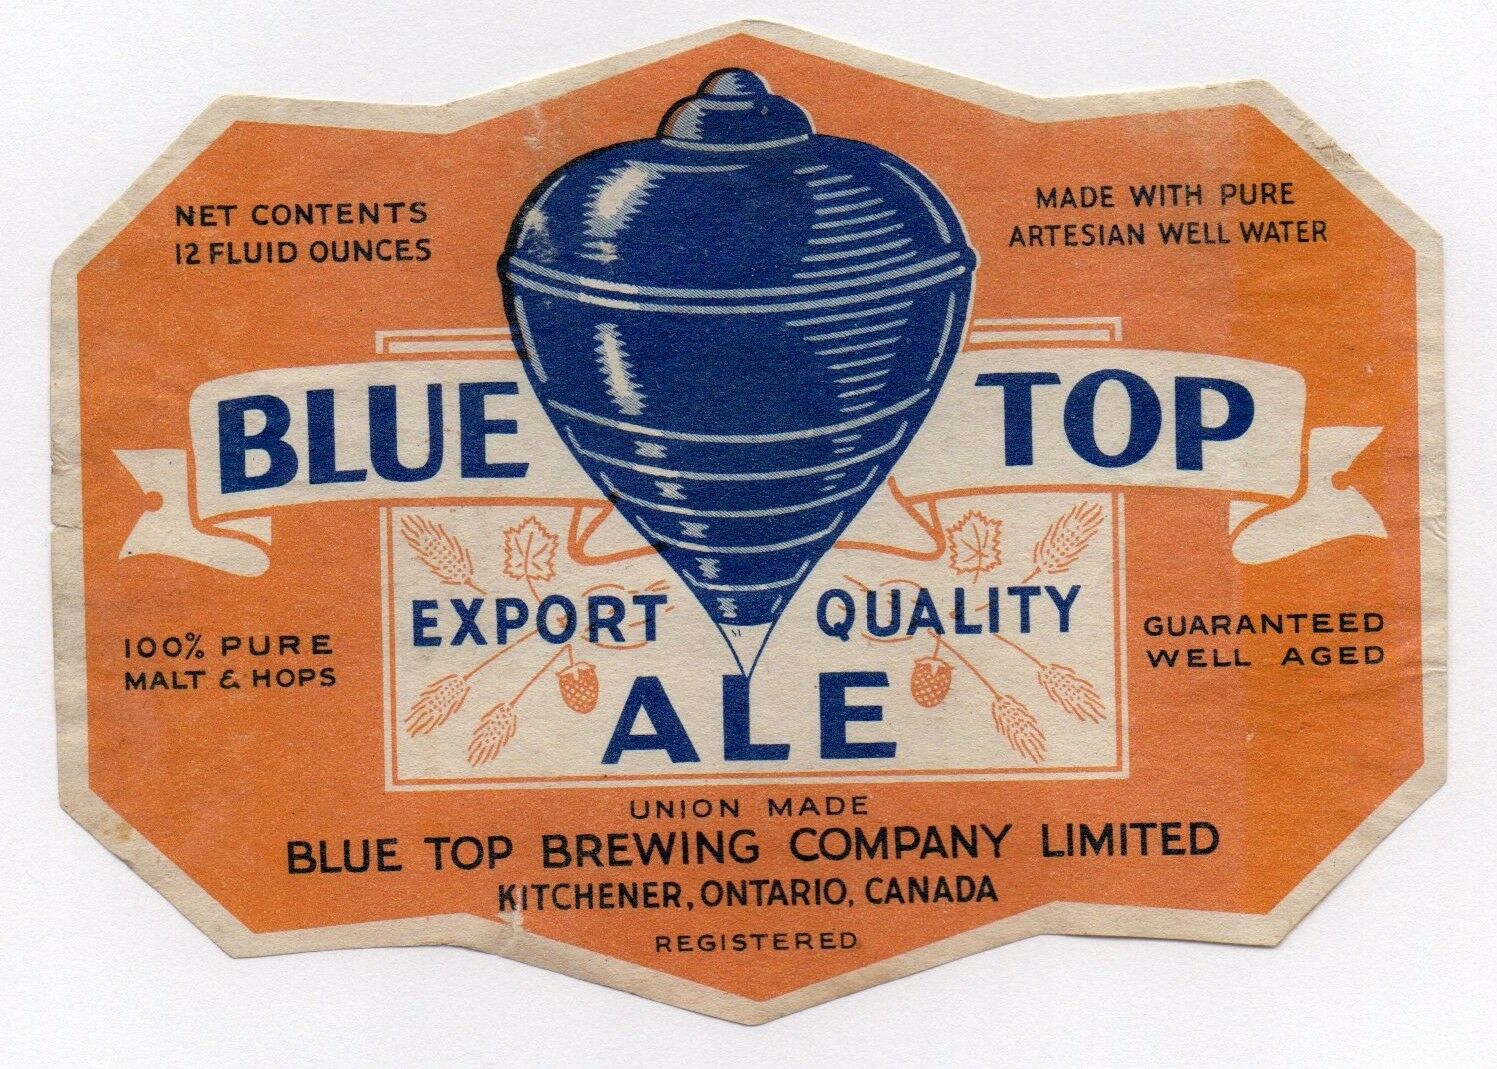 NET CONTENTS
12 FLUID OUNCES
MADE WITH PURE
ARTESIAN WELL WATER
BLUE TOP
EXPORT QUALITY
ALE
100% PURE
MALT & HOPS
GUARANTEED
WELL AGED
UNION MADE
BLUE TOP BREWING COMPANY LIMITED
KITCHENER, ONTARIO, CANADA
REGISTERED